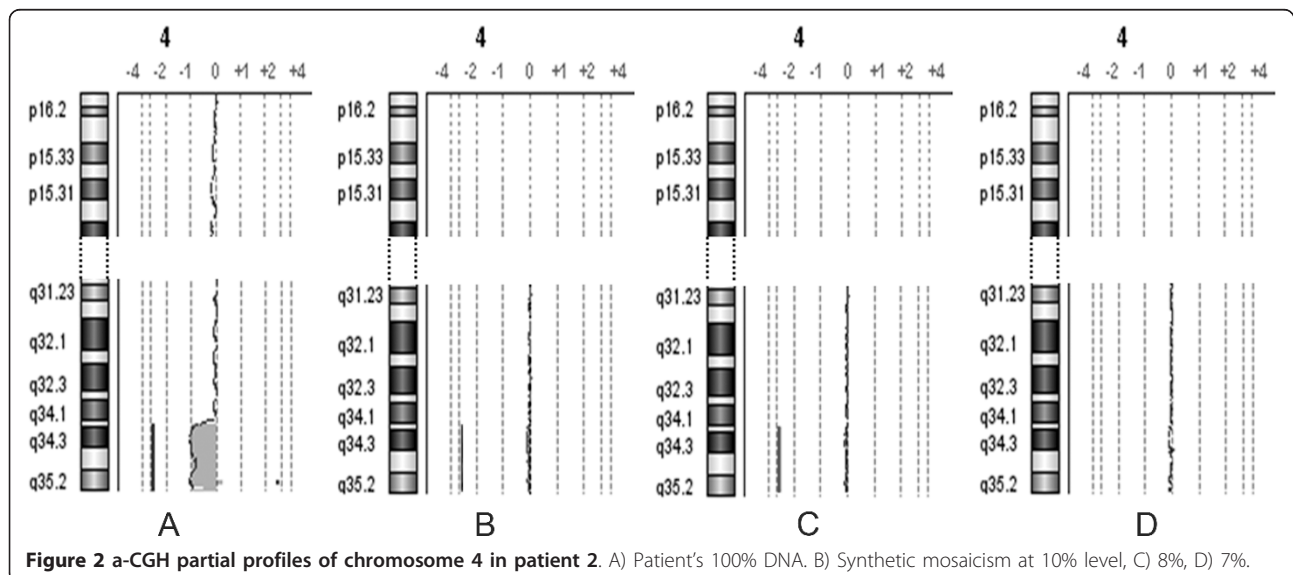 4 4 4 4
-4 -2 -1 0 +1 +2 +4 -4 -2 -1 0 +1 +2 +4 -4 -2 -1 0 +1 +2 +4 -4 -2 -1 0 +1 +2 +4
p16.2 p16.2 p16.2 p16.2
p15.33 p15.33 p15.33 p15.33
p15.31 p15.31 p15.31 p15.31
q31.23 q31.23 q31.23 q31.23
q32.1 q32.1 q32.1 q32.1
q32.3 q32.3 q32.3 q32.3
q34.1 q34.1 q34.1 q34.1
q34.3 q34.3 q34.3 q34.3
q35.2 q35.2 q35.2 q35.2
A B C D
Figure 2 a-CGH partial profiles of chromosome 4 in patient 2. A) Patient's 100% DNA. B) Synthetic mosaicism at 10% level, C) 8%, D) 7%.